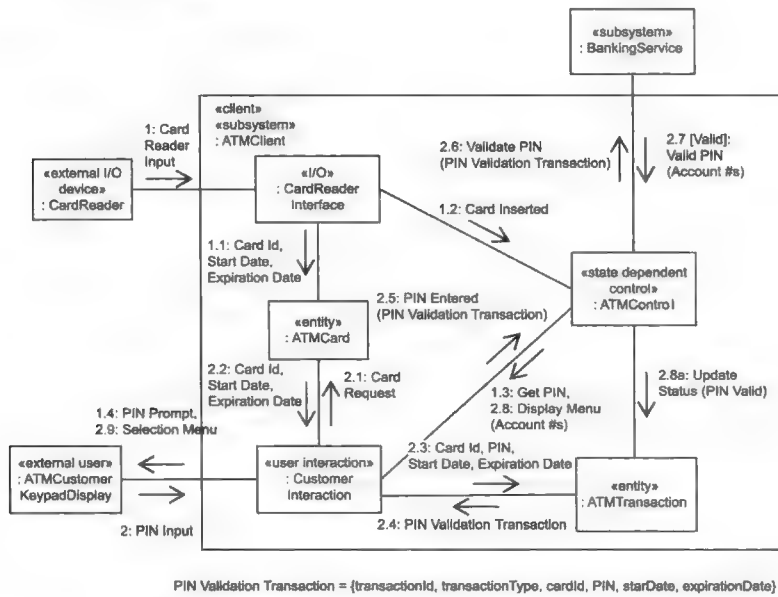 «subsystem»
: BankingService
«client»
«subsystem»
: ATMClient
1: Card
Reader
Input
2.6: Validate PIN
(PIN Validation Transaction)
2.7 [Valid]:
Valid PIN
(Account #s)
«external I/O
device»
: CardReader
«I/O»
: CardReader
Interface
1.2: Card Inserted
1.1: Card Id,
Start Date,
Expiration Date
«state dependent
control»
: ATMControl
2.5: PIN Entered
(PIN Validation Transaction)
«entity»
: ATMCard
2.2: Card Id,
Start Date,
Expiration Date
2.1: Card
Request
1.3: Get PIN,
2.8: Display Menu
(Account #s)
2.8a: Update
Status (PIN Valid)
1.4: PIN Prompt,
2.9: Selection Menu
2.3: Card Id, PIN,
Start Date, Expiration Date
«external user»
: ATMCustomer
KeypadDisplay
«user interaction»
: Customer
Interaction
«entity»
: ATMTransaction
2: PIN Input
2.4: PIN Validation Transaction
PIN Validation Transaction = {transactionId, transactionType, cardId, PIN, starDate, expirationDate}